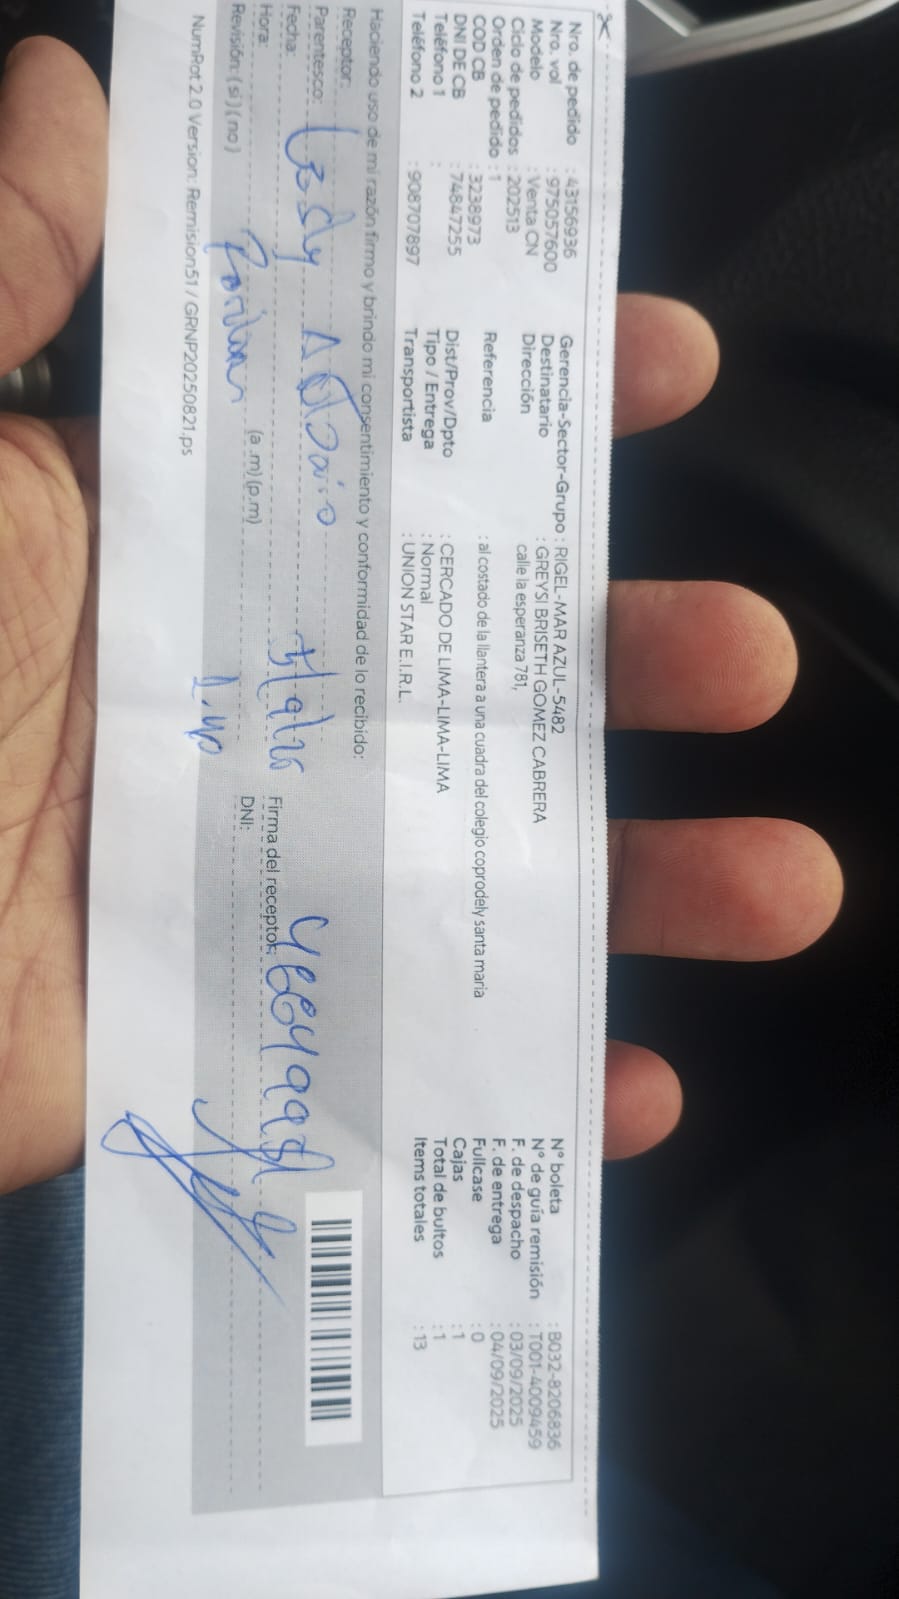 Nro. de pedido : 43156936
Nro. vol : 975057600
Modelo : Venta CN
Ciclo de pedidos : 202513
Orden de pedido : 1
COD CB : 3239973
DNI DE CB : 74847255
Teléfono 1 :
Teléfono 2 : 908707897
Gerencia-Sector-Grupo : RIGEL-MAR AZUL-5482
Destinatario : GREYSI BRISETH GOMEZ CABRERA
Dirección calle la esperanza 781,
Referencia : al costado de la llantera a una cuadra del colegio coprodely santa maria
Dist/Prov/Dpto : CERCADO DE LIMA-LIMA-LIMA
Tipo / Entrega : Normal
Transportista : UNION STAR E.I.R.L.
N° boleta : B032-8206836
N° de guía remisión : T001-4009459
F. de despacho : 03/09/2025
F. de entrega : 04/09/2025
Fullcase : 0
Cajas : 1
Total de bultos : 1
Items totales : 13
Haciendo uso de mi razón firmo y brindo mi consentimiento y conformidad de lo recibido:
Receptor:
Parentesco:
Fecha:
Hora: (a.m)(p.m)
Revisión: (si)(no)
Firma del receptor:
DNI:
NumRot 2.0 Version: Remision51 / GRNP20250821.ps